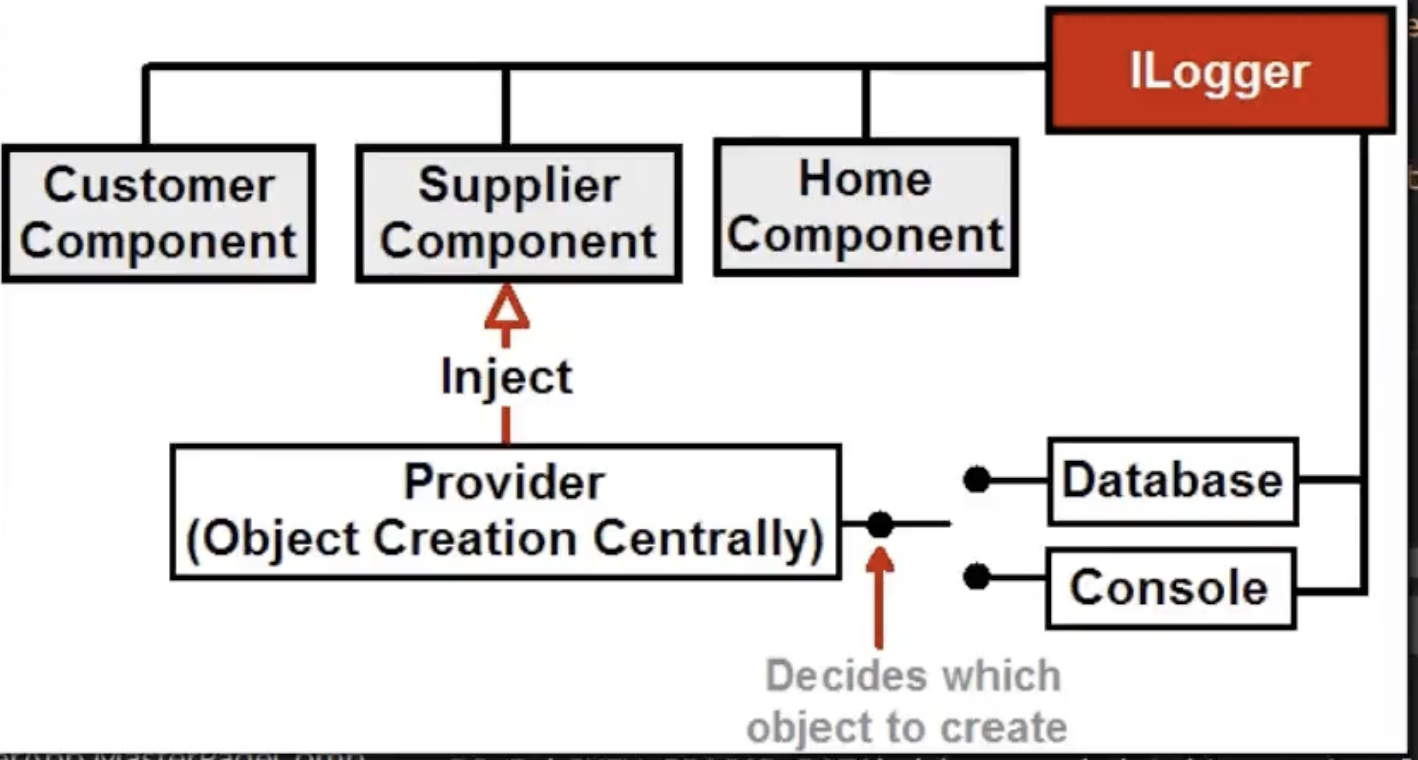 ILogger
Customer
Component
Supplier
Component
Home
Component
Inject
Provider
(Object Creation Centrally)
Database
Console
Decides which
object to create